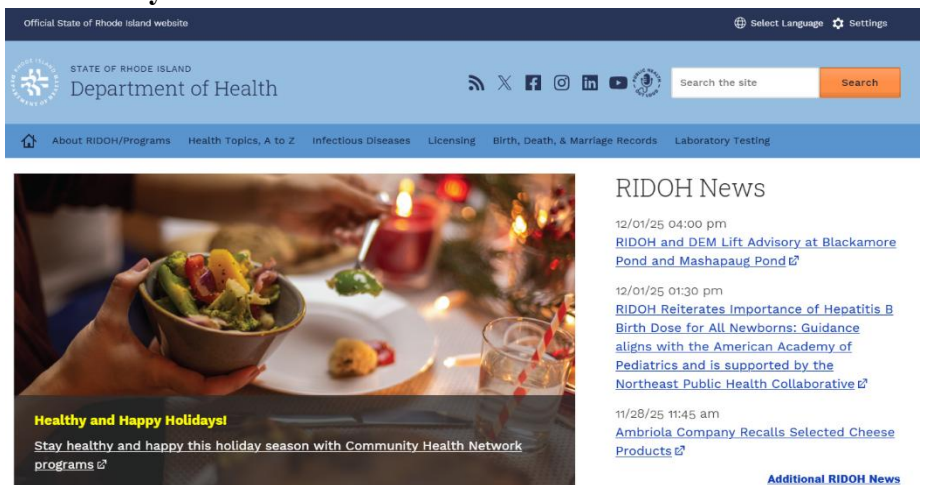 Official State of Rhode Island website
Select Language Settings
STATE OF RHODE ISLAND
Department of Health
Search the site
Search
About RIDOH/Programs Health Topics, A to Z Infectious Diseases Licensing Birth, Death, & Marriage Records Laboratory Testing
Healthy and Happy Holidays!
Stay healthy and happy this holiday season with Community Health Network
programs
RIDOH News
12/01/25 04:00 pm
RIDOH and DEM Lift Advisory at Blackamore
Pond and Mashapaug Pond
12/01/25 01:30 pm
RIDOH Reiterates Importance of Hepatitis B
Birth Dose for All Newborns: Guidance
aligns with the American Academy of
Pediatrics and is supported by the
Northeast Public Health Collaborative
11/28/25 11:45 am
Ambriola Company Recalls Selected Cheese
Products
Additional RIDOH News